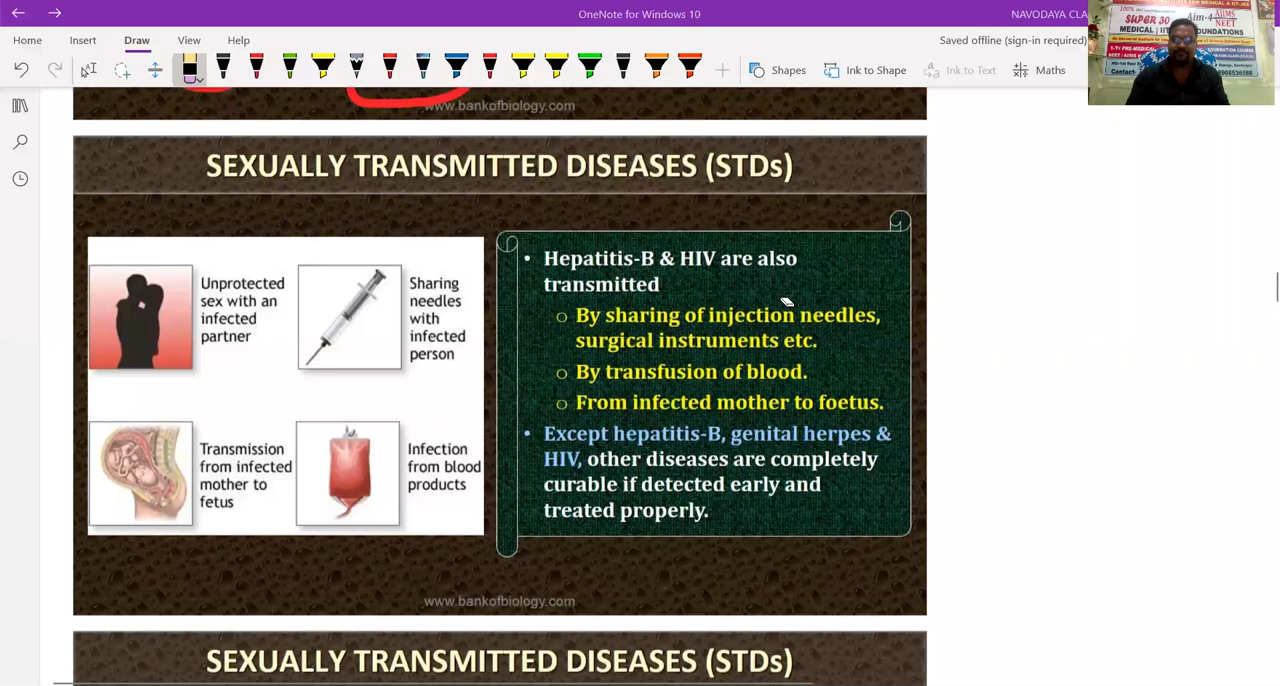 OneNote for Windows 10
NAVODAYA CLA
Home Insert Draw View Help
Saved offline (sign-in required)
Shapes Ink to Shape Ink to Text Maths
SUPER 30 Aim-4 AIIMS
NEET
MEDICAL | IIT FOUNDATIONS
www.bankofbiology.com
SEXUALLY TRANSMITTED DISEASES (STDs)
Unprotected
sex with an
infected
partner
Sharing
needles
with
infected
person
Transmission
from infected
mother to
fetus
Infection
from blood
products
• Hepatitis-B & HIV are also
transmitted
o By sharing of injection needles,
surgical instruments etc.
o By transfusion of blood.
o From infected mother to foetus.
• Except hepatitis-B, genital herpes &
HIV, other diseases are completely
curable if detected early and
treated properly.
www.bankofbiology.com
SEXUALLY TRANSMITTED DISEASES (STDs)